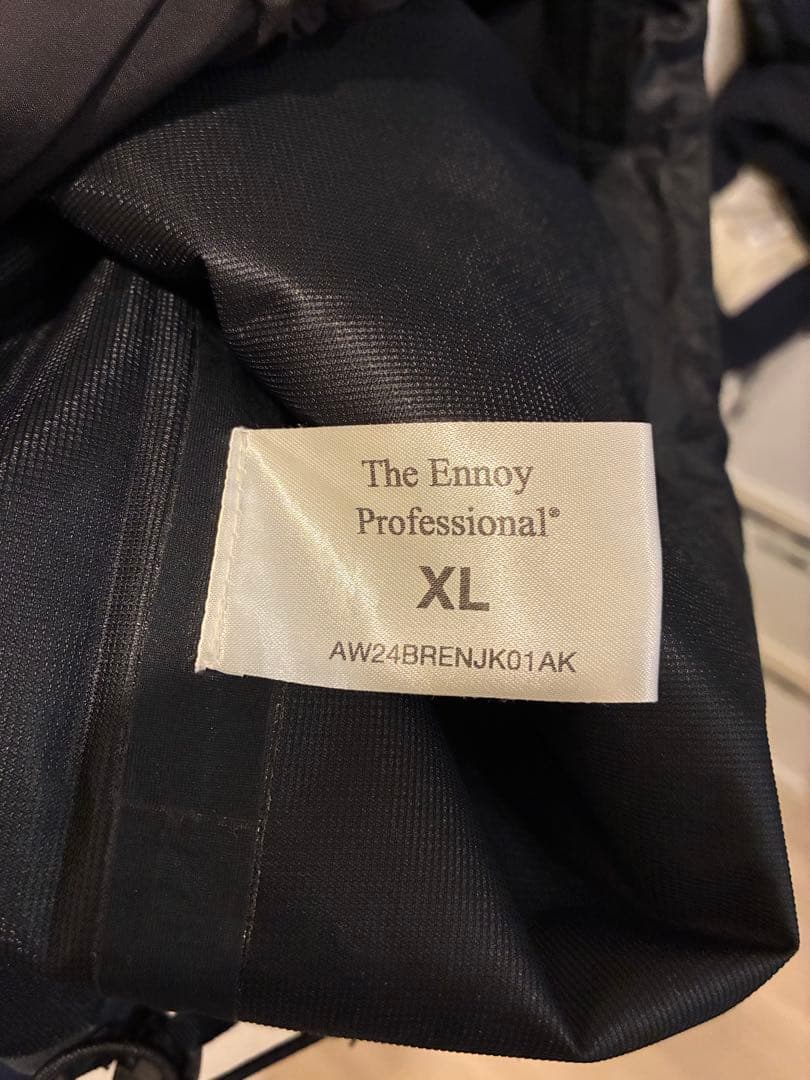 The Ennoy
Professional®
XL
AW24BRENJK01AK